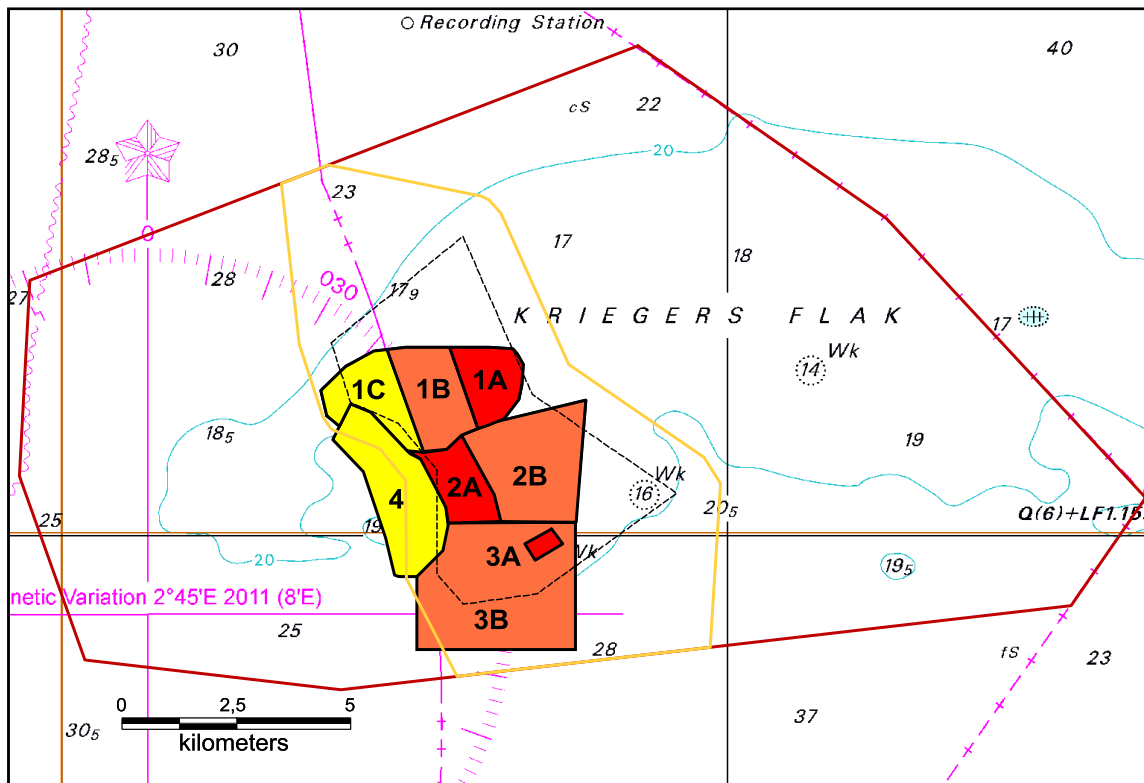 Recording Station
30
40
cS
22
28₅
20
23
0
17
18
27
28
030
17₉
KRIEGERS FLAK
17
Wk
14
1C
1B
1A
18₅
19
2B
Wk
2A
4
16
25
19
20₅
Q(6)+LF1.15
3A
Wk
20
19₅
netic Variation 2°45'E 2011 (8'E)
3B
25
28
fS
23
0
2,5
5
30₅
37
kilometers